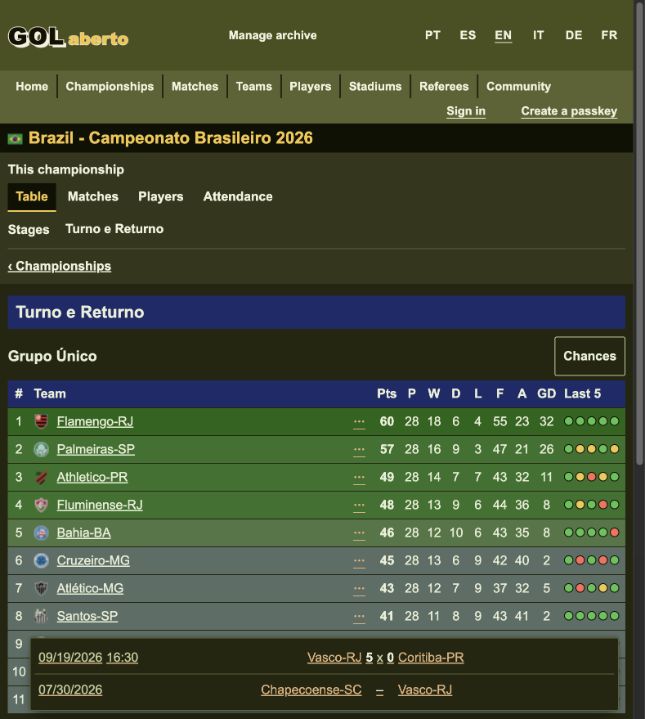 GOL aberto
Manage archive
PT ES EN IT DE FR
Home Championships Matches Teams Players Stadiums Referees Community
Sign in Create a passkey
Brazil - Campeonato Brasileiro 2026
This championship
Table Matches Players Attendance
Stages Turno e Returno
‹ Championships
Turno e Returno
Grupo Único
Chances
# Team Pts P W D L F A GD Last 5
1 Flamengo-RJ ... 60 28 18 6 4 55 23 32
2 Palmeiras-SP ... 57 28 16 9 3 47 21 26
3 Athletico-PR ... 49 28 14 7 7 43 32 11
4 Fluminense-RJ ... 48 28 13 9 6 44 36 8
5 Bahia-BA ... 46 28 12 10 6 43 35 8
6 Cruzeiro-MG ... 45 28 13 6 9 42 40 2
7 Atlético-MG ... 43 28 12 7 9 37 32 5
8 Santos-SP ... 41 28 11 8 9 43 41 2
9
09/19/2026 16:30 Vasco-RJ 5 x 0 Coritiba-PR
10
07/30/2026 Chapecoense-SC – Vasco-RJ
11